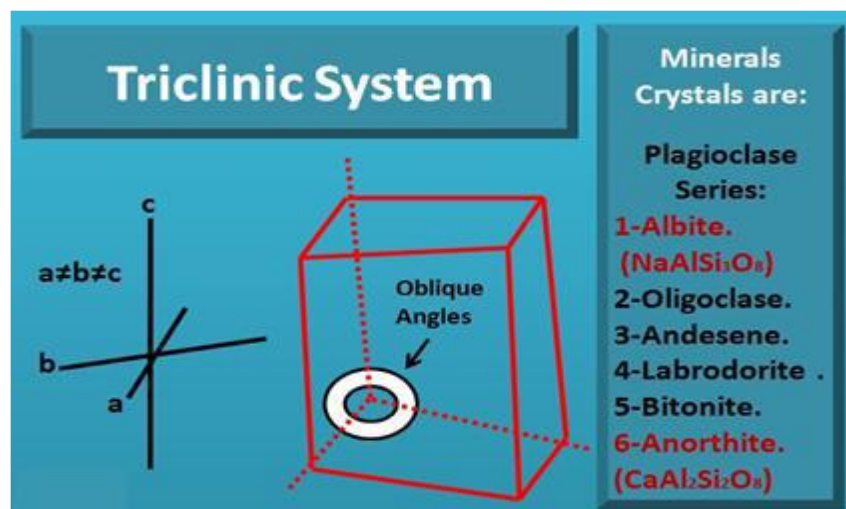 Triclinic System
c
a≠b≠c
b
a
Oblique
Angles
Minerals
Crystals are:
Plagioclase
Series:
1-Albite.
(NaAlSi₃O₈)
2-Oligoclase.
3-Andesene.
4-Labrodorite .
5-Bitonite.
6-Anorthite.
(CaAl₂Si₂O₈)